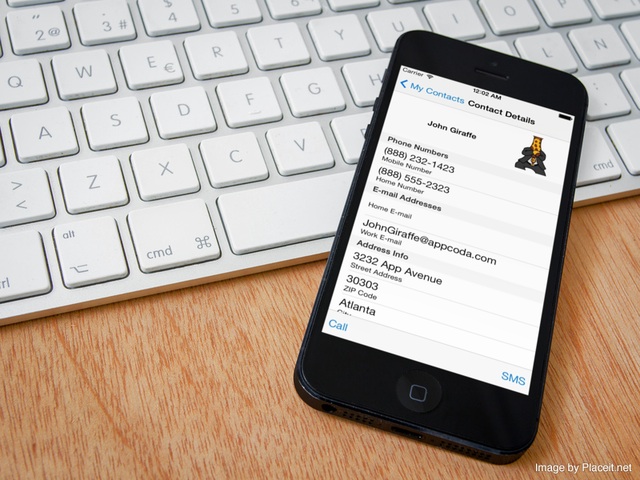 2 @
3 #
4 $
5
Q
W
E €
R
T
Y
U
I
O
P
A
S
D
F
G
H
L
N
> <
Z
X
C
V
B
alt
cmd ⌘
cmd
Carrier 12:02 AM
My Contacts Contact Details
John Giraffe
Phone Numbers
(888) 232-1423
Mobile Number
(888) 555-2323
Home Number
E-mail Addresses
Home E-mail
JohnGiraffe@appcoda.com
Work E-mail
Address Info
3232 App Avenue
Street Address
30303
ZIP Code
Atlanta
Call
SMS
Image by Placeit.net